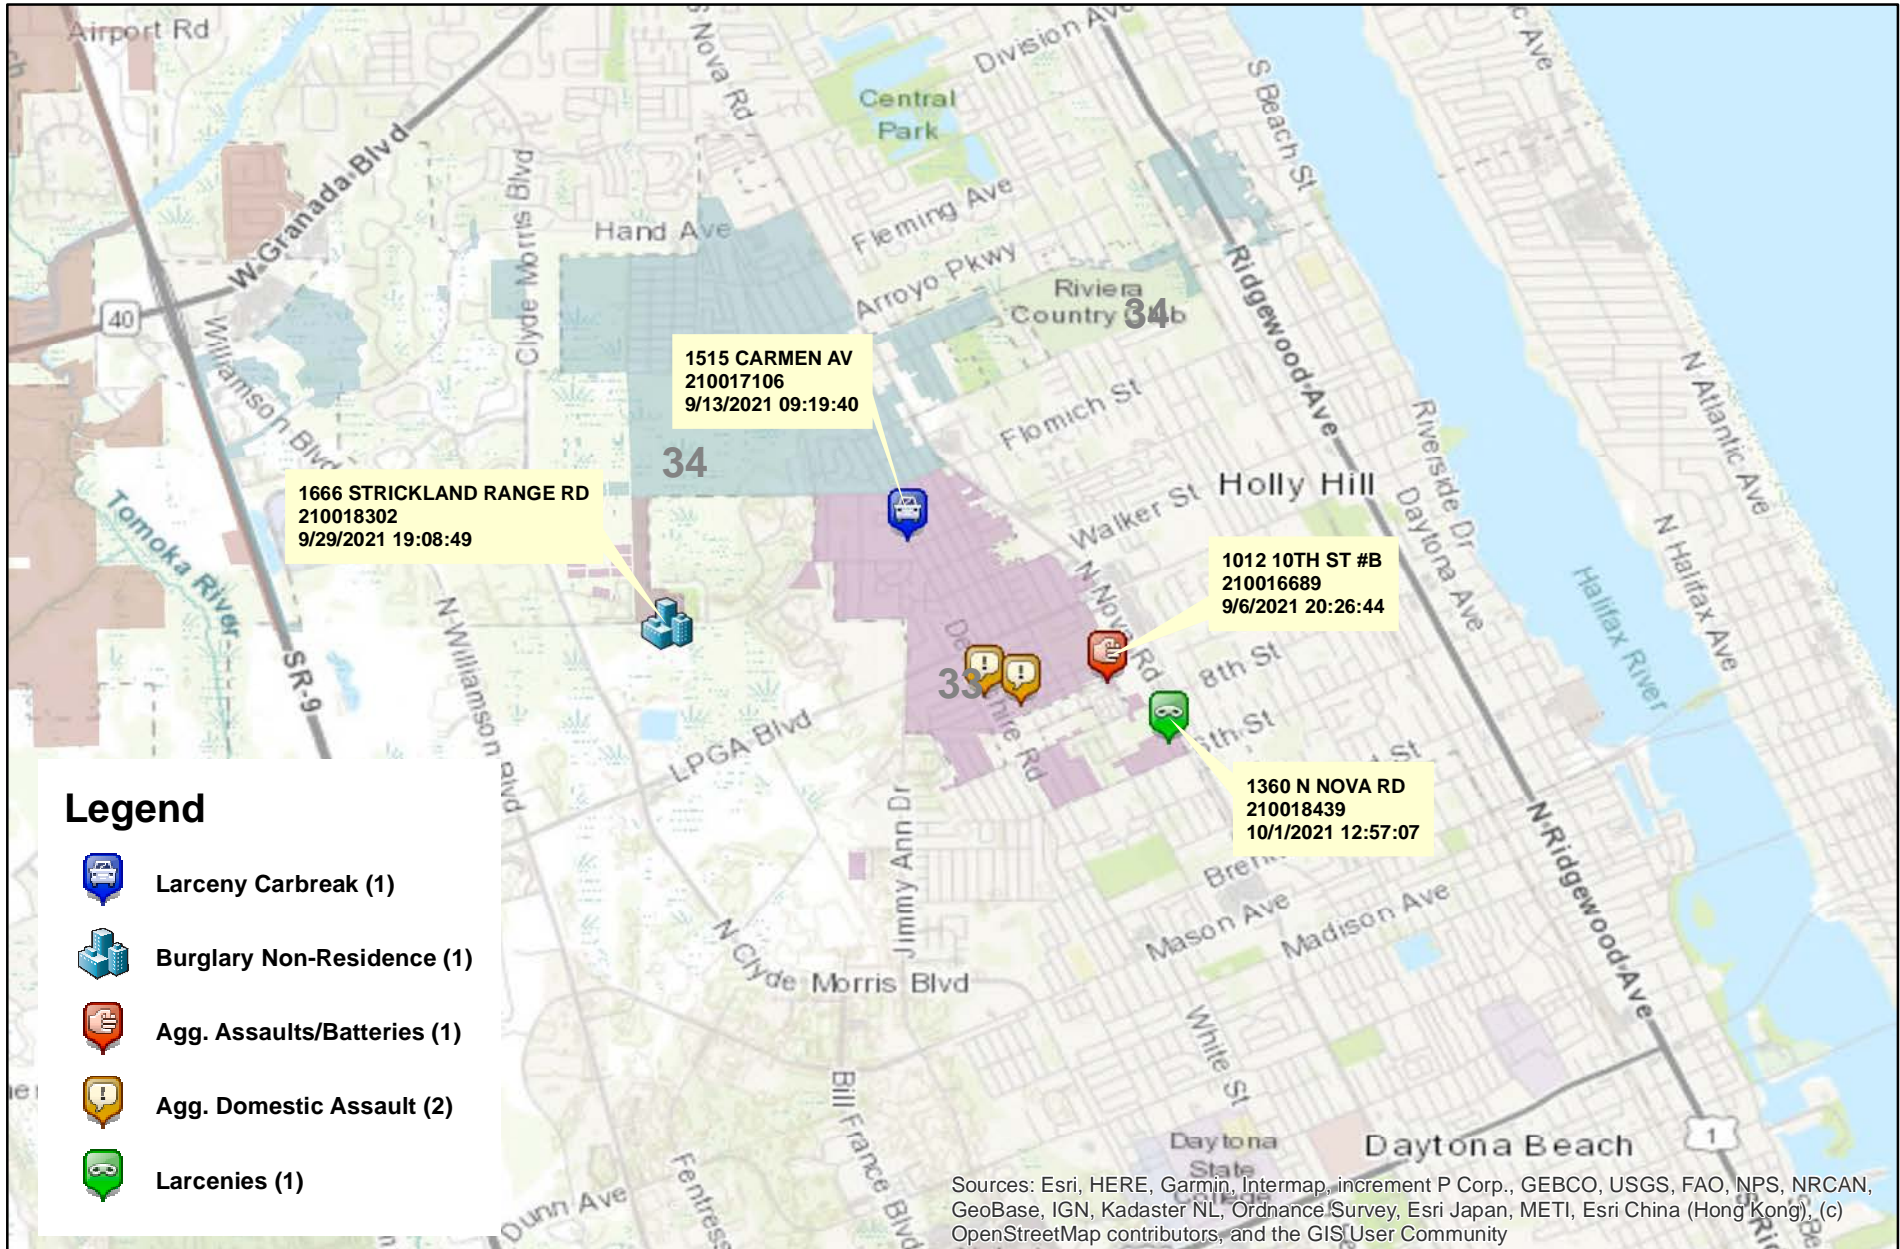 Airport Rd
S Nova Rd
Division Ave
Central
Park
S Beach St
W Granada Blvd
Clyde Morris Blvd
Hand Ave
Fleming Ave
Arroyo Pkwy
Riviera
Country Club
34
Ridgewood Ave
40
Williamson Blvd
1515 CARMEN AV
210017106
9/13/2021 09:19:40
Flomich St
N Atlantic Ave
34
Riverside Dr
Daytona Ave
Holly Hill
Walker St
1666 STRICKLAND RANGE RD
210018302
9/29/2021 19:08:49
Tomoka River
N Halifax Ave
Halifax River
1012 10TH ST #B
210016689
9/6/2021 20:26:44
N Nova Rd
8th St
33
SR-9
N Williamson Blvd
LPGA Blvd
6th St
1360 N NOVA RD
210018439
10/1/2021 12:57:07
Jimmy Ann Dr
N Ridgewood Ave
Mason Ave
Madison Ave
N Clyde Morris Blvd
White St
Bill France Blvd
Fentress
Dunn Ave
Daytona
State
College
Daytona Beach
1
Legend
Larceny Carbreak (1)
Burglary Non-Residence (1)
Agg. Assaults/Batteries (1)
Agg. Domestic Assault (2)
Larcenies (1)
Sources: Esri, HERE, Garmin, Intermap, increment P Corp., GEBCO, USGS, FAO, NPS, NRCAN,
GeoBase, IGN, Kadaster NL, Ordnance Survey, Esri Japan, METI, Esri China (Hong Kong), (c)
OpenStreetMap contributors, and the GIS User Community